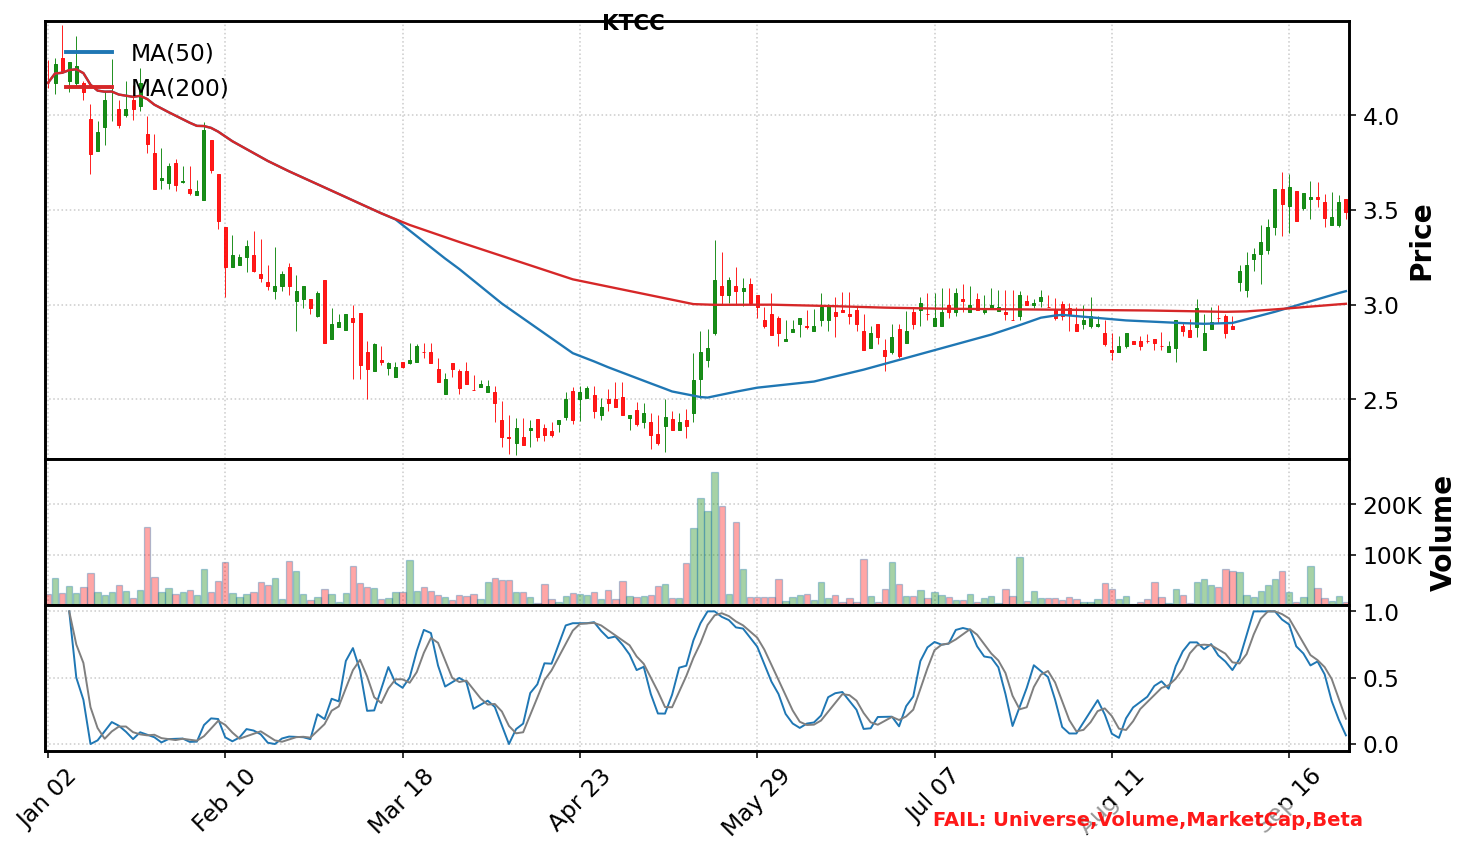 KTCC
MA(50)
MA(200)
4.0
3.5
3.0
2.5
Price
200K
100K
Volume
1.0
0.5
0.0
Jan 02
Feb 10
Mar 18
Apr 23
May 29
Jul 07
Aug 11
Sep 16
FAIL: Universe,Volume,MarketCap,Beta